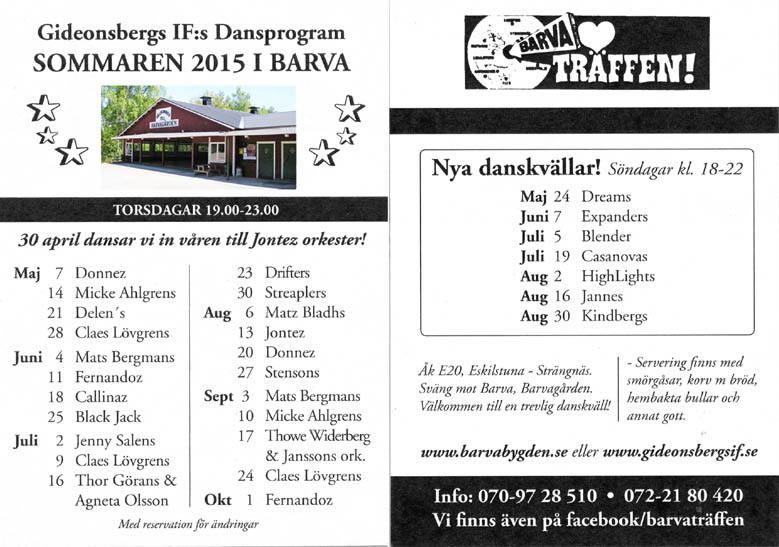 Gideonsbergs IF:s Dansprogram
SOMMAREN 2015 I BARVA
TORSDAGAR 19.00-23.00
30 april dansar vi in våren till Jontez orkester!
Maj 7 Donnez
14 Micke Ahlgrens
21 Delen´s
28 Claes Lövgrens
Juni 4 Mats Bergmans
11 Fernandoz
18 Callinaz
25 Black Jack
Juli 2 Jenny Salens
9 Claes Lövgrens
16 Thor Görans &
Agneta Olsson
23 Drifters
30 Streaplers
Aug 6 Matz Bladhs
13 Jontez
20 Donnez
27 Stensons
Sept 3 Mats Bergmans
10 Micke Ahlgrens
17 Thowe Widerberg
& Janssons ork.
24 Claes Lövgrens
Okt 1 Fernandoz
Med reservation för ändringar
BARVA
TRÄFFEN!
Nya danskvällar! Söndagar kl. 18-22
Maj 24 Dreams
Juni 7 Expanders
Juli 5 Blender
Juli 19 Casanovas
Aug 2 HighLights
Aug 16 Jannes
Aug 30 Kindbergs
Åk E20, Eskilstuna - Strängnäs.
Sväng mot Barva, Barvagården.
Välkommen till en trevlig danskväll!
- Servering finns med
smörgåsar, korv m bröd,
hembakta bullar och
annat gott.
www.barvabygden.se eller www.gideonsbergsif.se
Info: 070-97 28 510 • 072-21 80 420
Vi finns även på facebook/barvaträffen